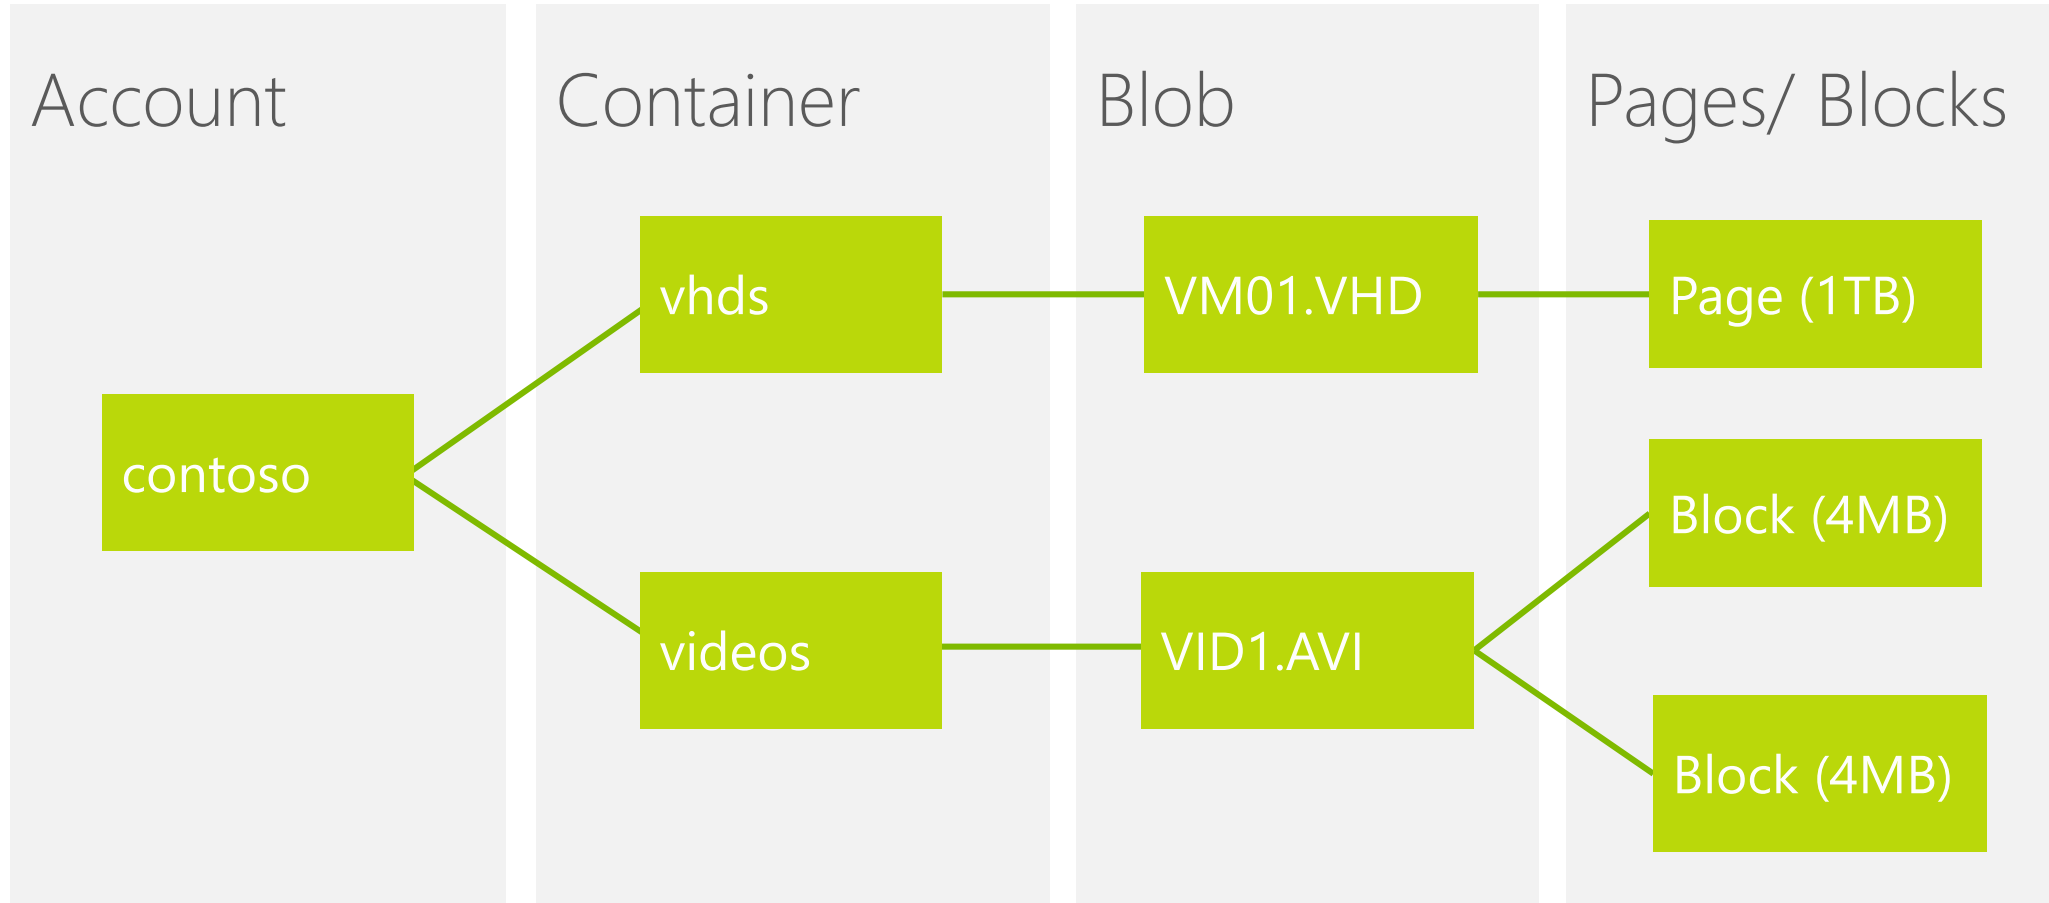 Account
Container
Blob
Pages/ Blocks
vhds
VM01.VHD
Page (1TB)
contoso
Block (4MB)
videos
VID1.AVI
Block (4MB)